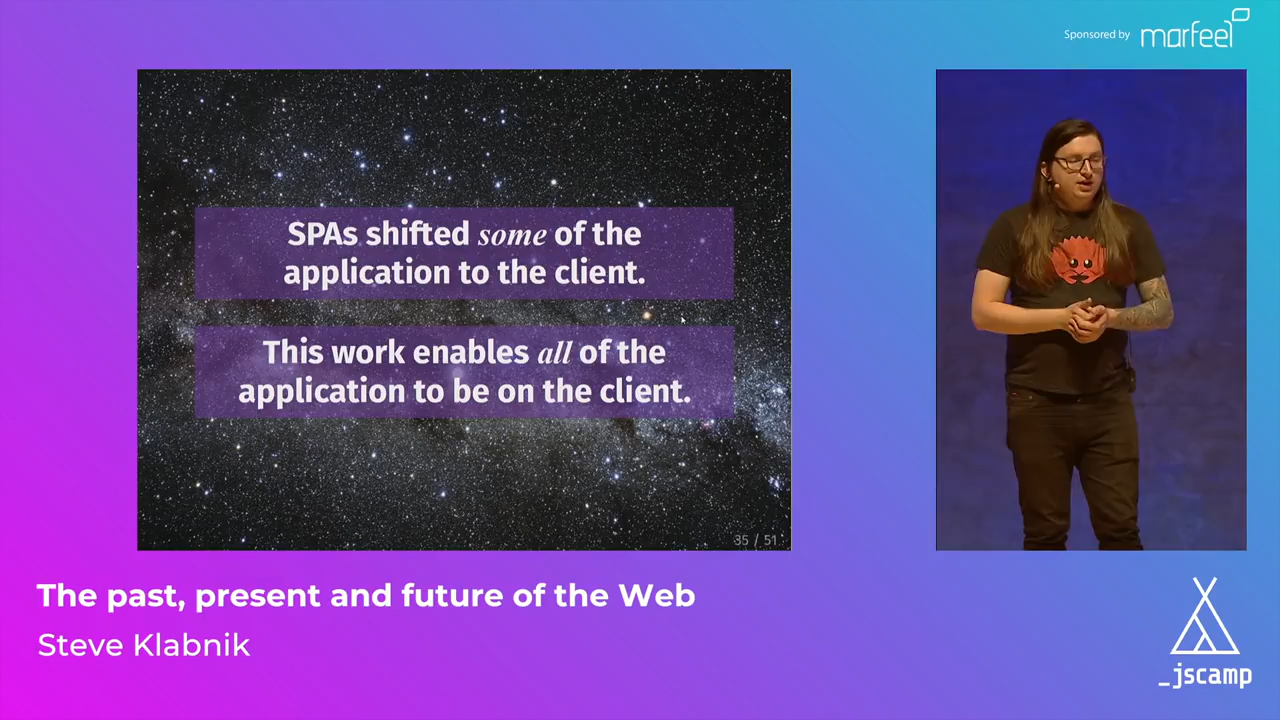 Sponsored by marfeel
SPAs shifted some of the
application to the client.
This work enables all of the
application to be on the client.
35 / 51
The past, present and future of the Web
Steve Klabnik
_jscamp